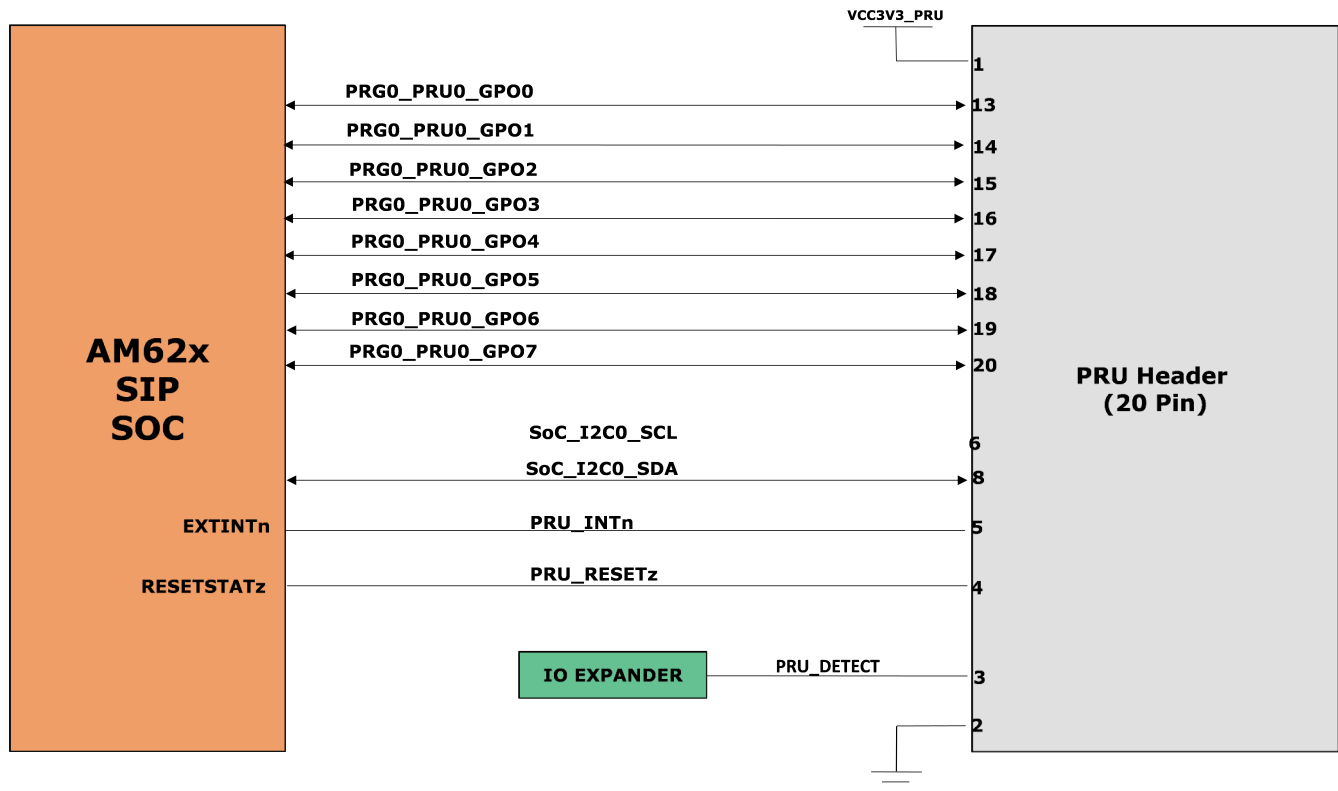 VCC3V3_PRU
1
PRG0_PRU0_GPO0
13
PRG0_PRU0_GPO1
14
PRG0_PRU0_GPO2
15
PRG0_PRU0_GPO3
16
PRG0_PRU0_GPO4
17
PRG0_PRU0_GPO5
18
PRG0_PRU0_GPO6
19
PRG0_PRU0_GPO7
20
AM62x
SIP
SOC
PRU Header
(20 Pin)
SoC_I2C0_SCL
6
SoC_I2C0_SDA
8
EXTINTn
PRU_INTn
5
RESETSTATz
PRU_RESETz
4
IO EXPANDER
PRU_DETECT
3
2